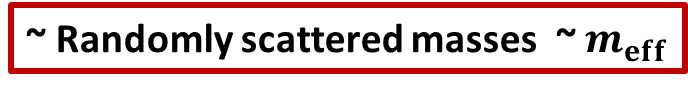 ~ Randomly scattered masses ~ m_eff